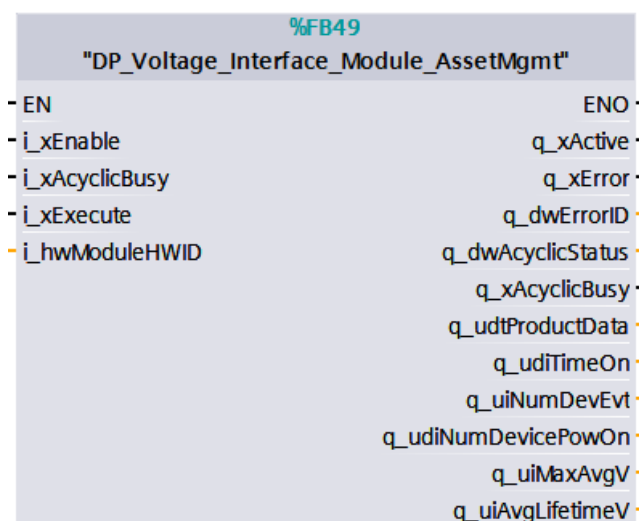 %FB49
"DP_Voltage_Interface_Module_AssetMgmt"
EN ENO
i_xEnable q_xActive
i_xAcyclicBusy q_xError
i_xExecute q_dwErrorID
i_hwModuleHWID q_dwAcyclicStatus
q_xAcyclicBusy
q_udtProductData
q_udiTimeOn
q_uiNumDevEvt
q_udiNumDevicePowOn
q_uiMaxAvgV
q_uiAvgLifetimeV